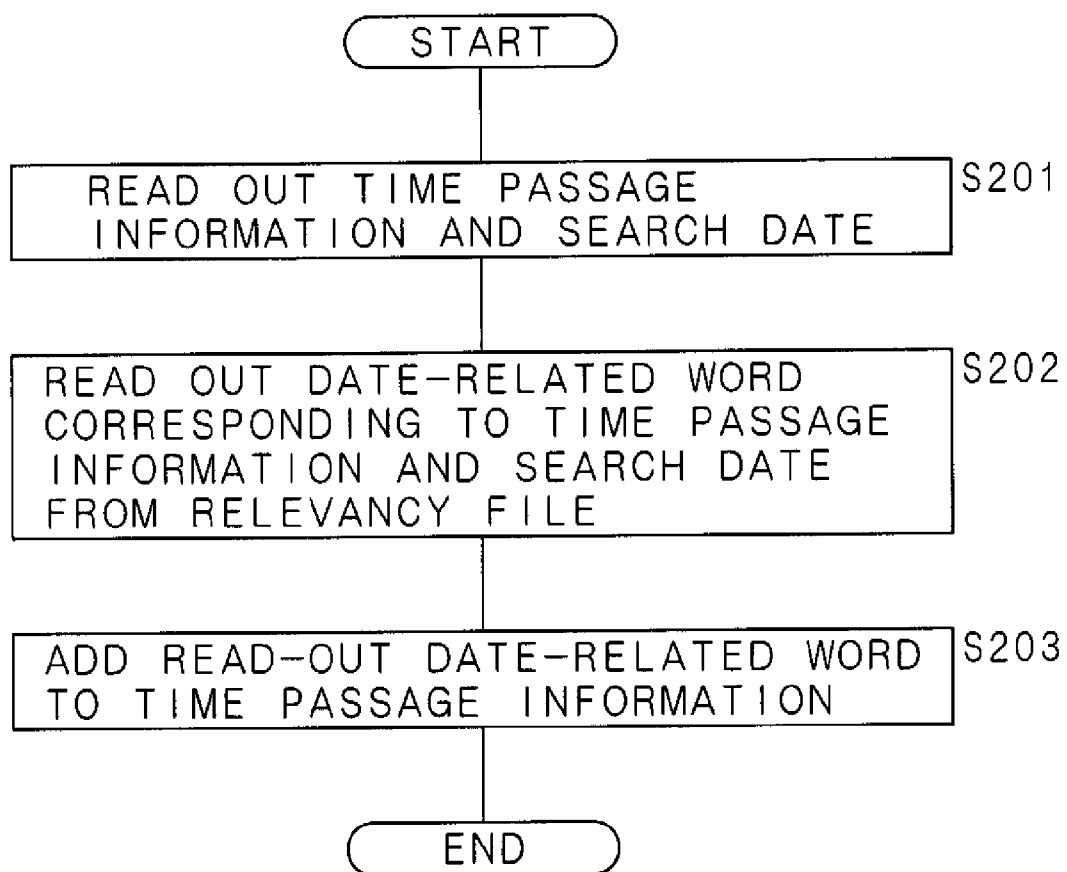 START
READ OUT TIME PASSAGE
INFORMATION AND SEARCH DATE
S201
READ OUT DATE-RELATED WORD
CORRESPONDING TO TIME PASSAGE
INFORMATION AND SEARCH DATE
FROM RELEVANCY FILE
S202
ADD READ-OUT DATE-RELATED WORD
TO TIME PASSAGE INFORMATION
S203
END